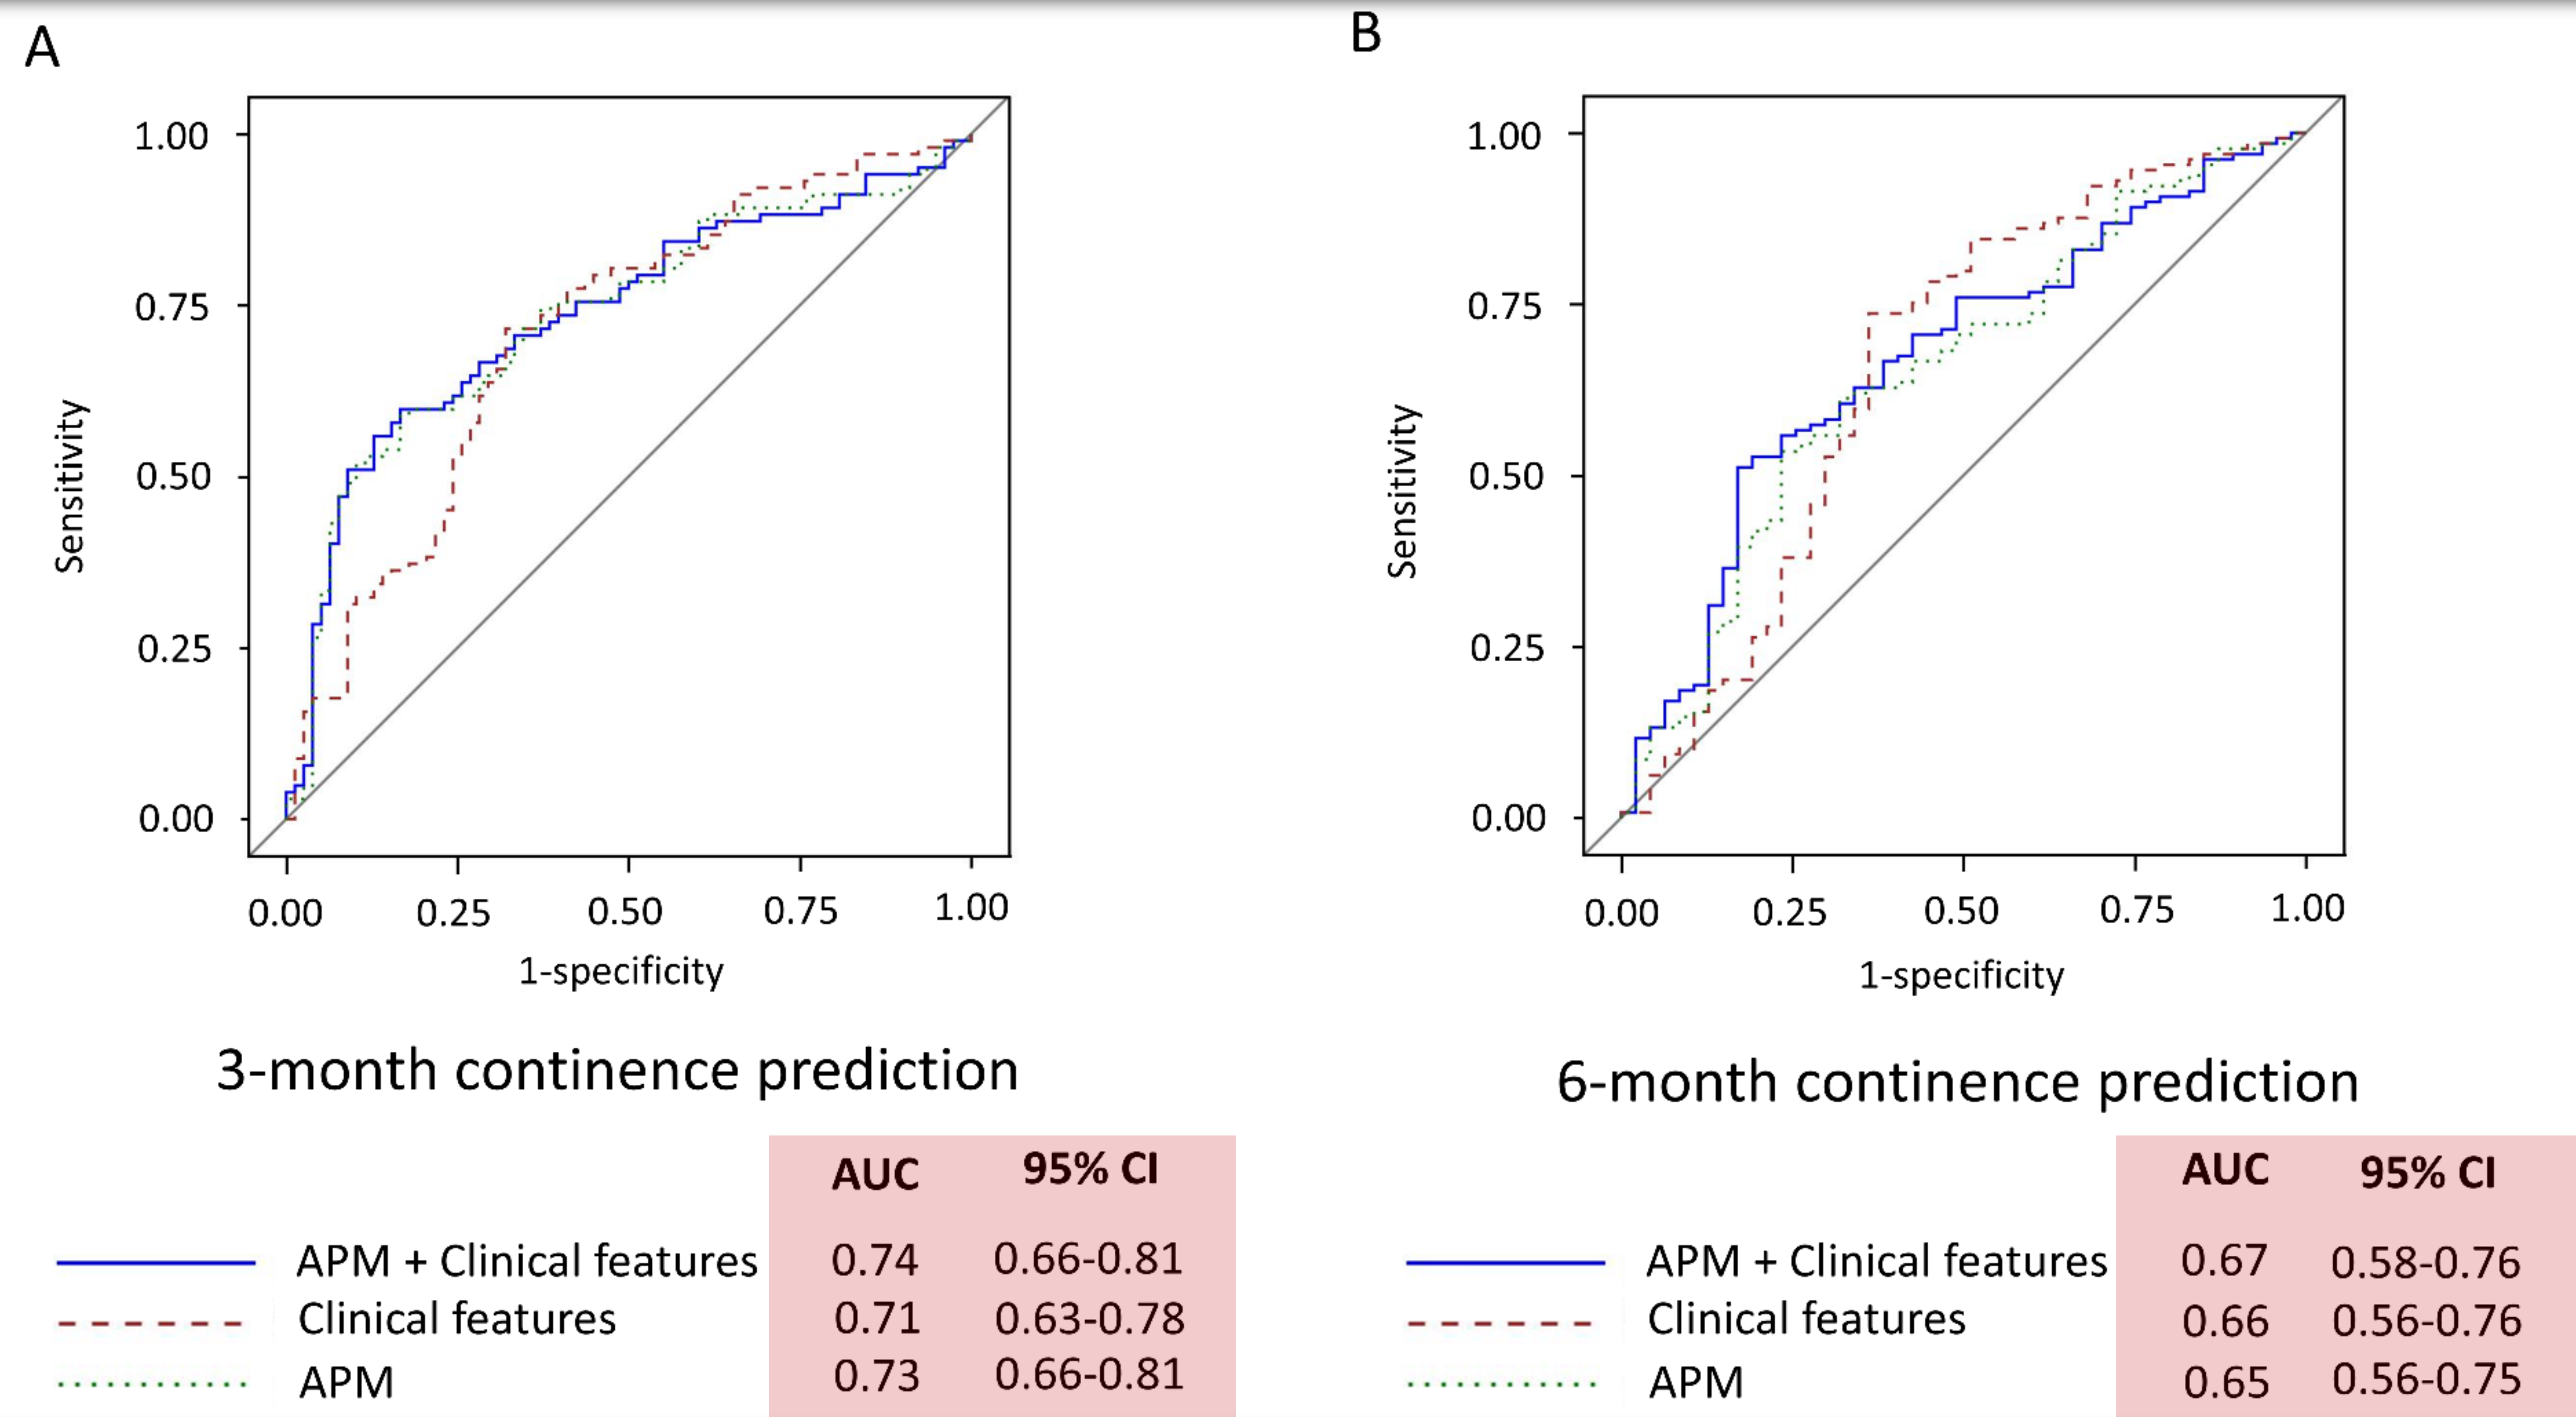 A
Sensitivity
1.00
0.75
0.50
0.25
0.00
0.00 0.25 0.50 0.75 1.00
1-specificity
3-month continence prediction
AUC 95% CI
APM + Clinical features 0.74 0.66-0.81
Clinical features 0.71 0.63-0.78
APM 0.73 0.66-0.81
B
Sensitivity
1.00
0.75
0.50
0.25
0.00
0.00 0.25 0.50 0.75 1.00
1-specificity
6-month continence prediction
AUC 95% CI
APM + Clinical features 0.67 0.58-0.76
Clinical features 0.66 0.56-0.76
APM 0.65 0.56-0.75